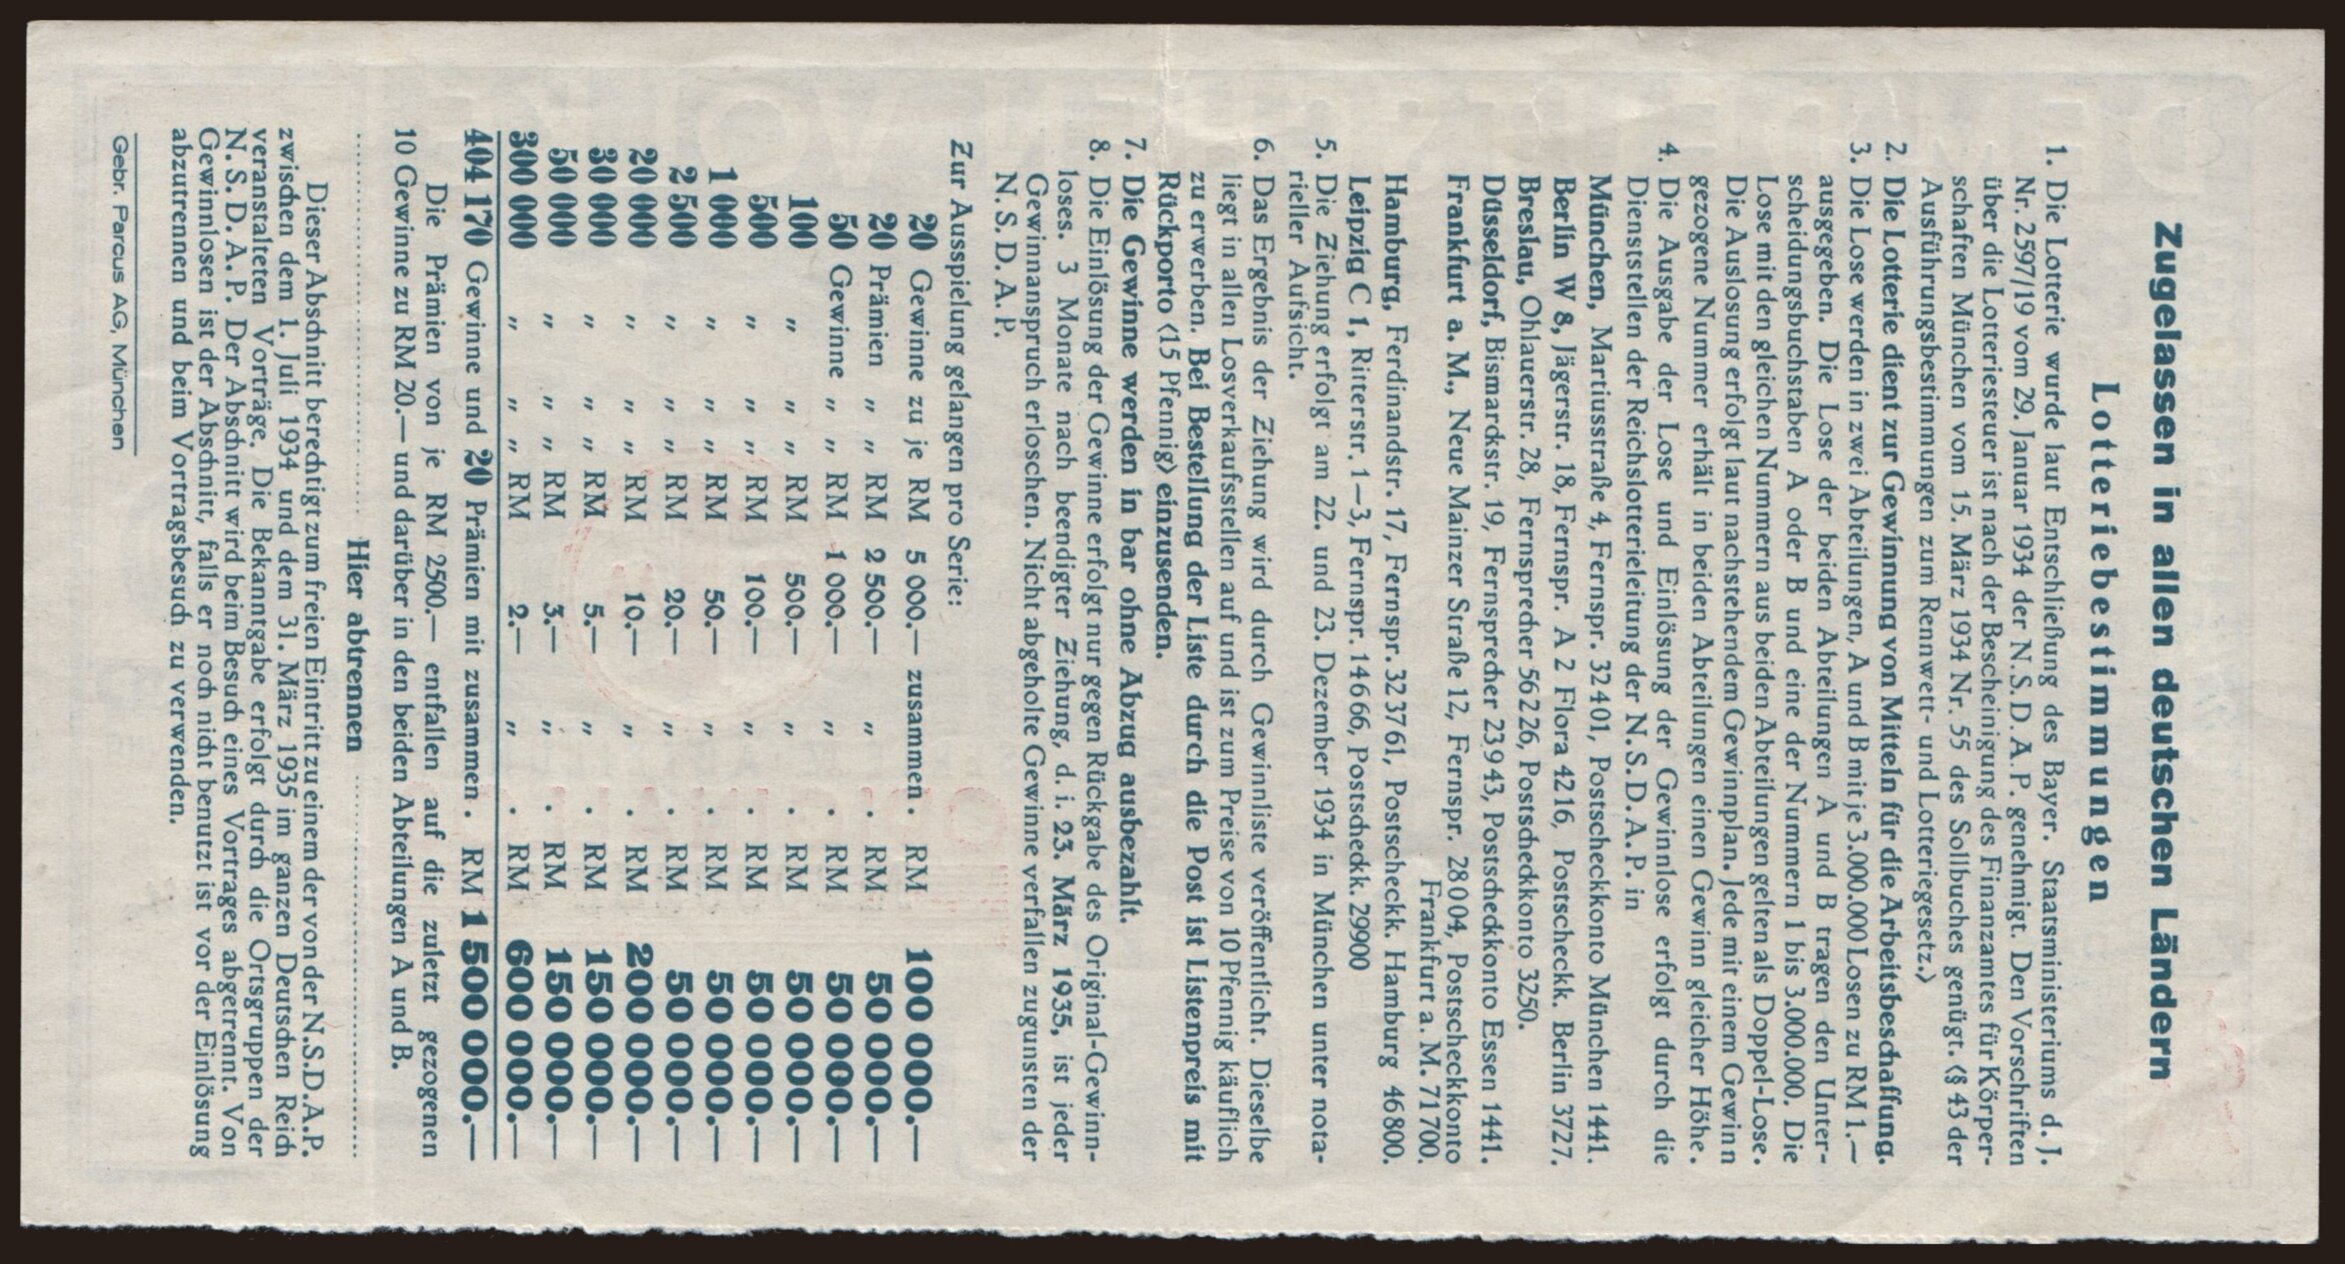 Zugelassen in allen deutschen Ländern
Lotteriebestimmungen
1. Die Lotterie wurde laut Entschließung des Bayer. Staatsministeriums d. J.
Nr. 2597/19 vom 29. Januar 1934 der N.S.D.A.P. genehmigt. Den Vorschriften
über die Lotteriesteuer ist nach der Bescheinigung des Finanzamtes für Körper-
schaften München vom 15. März 1934 Nr. 55 des Sollbuches genügt. (§ 43 der
Ausführungsbestimmungen zum Rennwett- und Lotteriegesetz.)
2. Die Lotterie dient zur Gewinnung von Mitteln für die Arbeitsbeschaffung.
3. Die Lose werden in zwei Abteilungen, A und B mit je 3.000.000 Losen zu RM 1.—
ausgegeben. Die Lose der beiden Abteilungen A und B tragen den Unter-
scheidungsbuchstaben A oder B und eine der Nummern 1 bis 3.000.000. Die
Lose mit den gleichen Nummern aus beiden Abteilungen gelten als Doppel-Lose.
Die Auslosung erfolgt laut nachstehendem Gewinnplan. Jede mit einem Gewinn
gezogene Nummer erhält in beiden Abteilungen einen Gewinn gleicher Höhe.
4. Die Ausgabe der Lose und Einlösung der Gewinnlose erfolgt durch die
Dienststellen der Reichslotterieleitung der N.S.D.A.P. in
München, Martiusstraße 4, Fernspr. 32401, Postscheckkonto München 1441.
Berlin W 8, Jägerstr. 18, Fernspr. A 2 Flora 4216, Postscheckk. Berlin 3727.
Breslau, Ohlauerstr. 28, Fernsprecher 56226, Postscheckkonto 3250.
Düsseldorf, Bismarckstr. 19, Fernsprecher 23943, Postscheckkonto Essen 1441.
Frankfurt a. M., Neue Mainzer Straße 12, Fernspr. 28004, Postscheckkonto
Frankfurt a. M. 71700.
Hamburg, Ferdinandstr. 17, Fernspr. 323761, Postscheckk. Hamburg 46800.
Leipzig C 1, Ritterstr. 1–3, Fernspr. 14666, Postscheckk. 29900
5. Die Ziehung erfolgt am 22. und 23. Dezember 1934 in München unter nota-
rieller Aufsicht.
6. Das Ergebnis der Ziehung wird durch Gewinnliste veröffentlicht. Dieselbe
liegt in allen Losverkaufsstellen auf und ist zum Preise von 10 Pfennig käuflich
zu erwerben. Bei Bestellung der Liste durch die Post ist Listenpreis mit
Rückporto (15 Pfennig) einzusenden.
7. Die Gewinne werden in bar ohne Abzug ausbezahlt.
8. Die Einlösung der Gewinne erfolgt nur gegen Rückgabe des Original-Gewinn-
loses. 3 Monate nach beendigter Ziehung, d. i. 23. März 1935, ist jeder
Gewinnanspruch erloschen. Nicht abgeholte Gewinne verfallen zugunsten der
N.S.D.A.P.
Zur Ausspielung gelangen pro Serie:
20 Gewinne zu je RM 5 000.— zusammen . RM 100 000.—
20 Prämien „ „ RM 2 500.— „ . RM 50 000.—
50 Gewinne „ „ RM 1 000.— „ . RM 50 000.—
100 „ „ „ RM 500.— „ . RM 50 000.—
500 „ „ „ RM 100.— „ . RM 50 000.—
1 000 „ „ „ RM 50.— „ . RM 50 000.—
2 500 „ „ „ RM 20.— „ . RM 50 000.—
20 000 „ „ „ RM 10.— „ . RM 200 000.—
30 000 „ „ „ RM 5.— „ . RM 150 000.—
50 000 „ „ „ RM 3.— „ . RM 150 000.—
300 000 „ „ „ RM 2.— „ . RM 600 000.—
404 170 Gewinne und 20 Prämien mit zusammen . RM 1 500 000.—
Die Prämien von je RM 2500.— entfallen auf die zuletzt gezogenen
10 Gewinne zu RM 20.— und darüber in den beiden Abteilungen A und B.
Hier abtrennen
Dieser Abschnitt berechtigt zum freien Eintritt zu einem der von der N.S.D.A.P.
zwischen dem 1. Juli 1934 und dem 31. März 1935 im ganzen Deutschen Reich
veranstalteten Vorträge. Die Bekanntgabe erfolgt durch die Ortsgruppen der
N.S.D.A.P. Der Abschnitt wird beim Besuch eines Vortrages abgetrennt. Von
Gewinnlosen ist der Abschnitt, falls er noch nicht benutzt ist vor der Einlösung
abzutrennen und beim Vortragsbesuch zu verwenden.
Gebr. Parcus AG, München